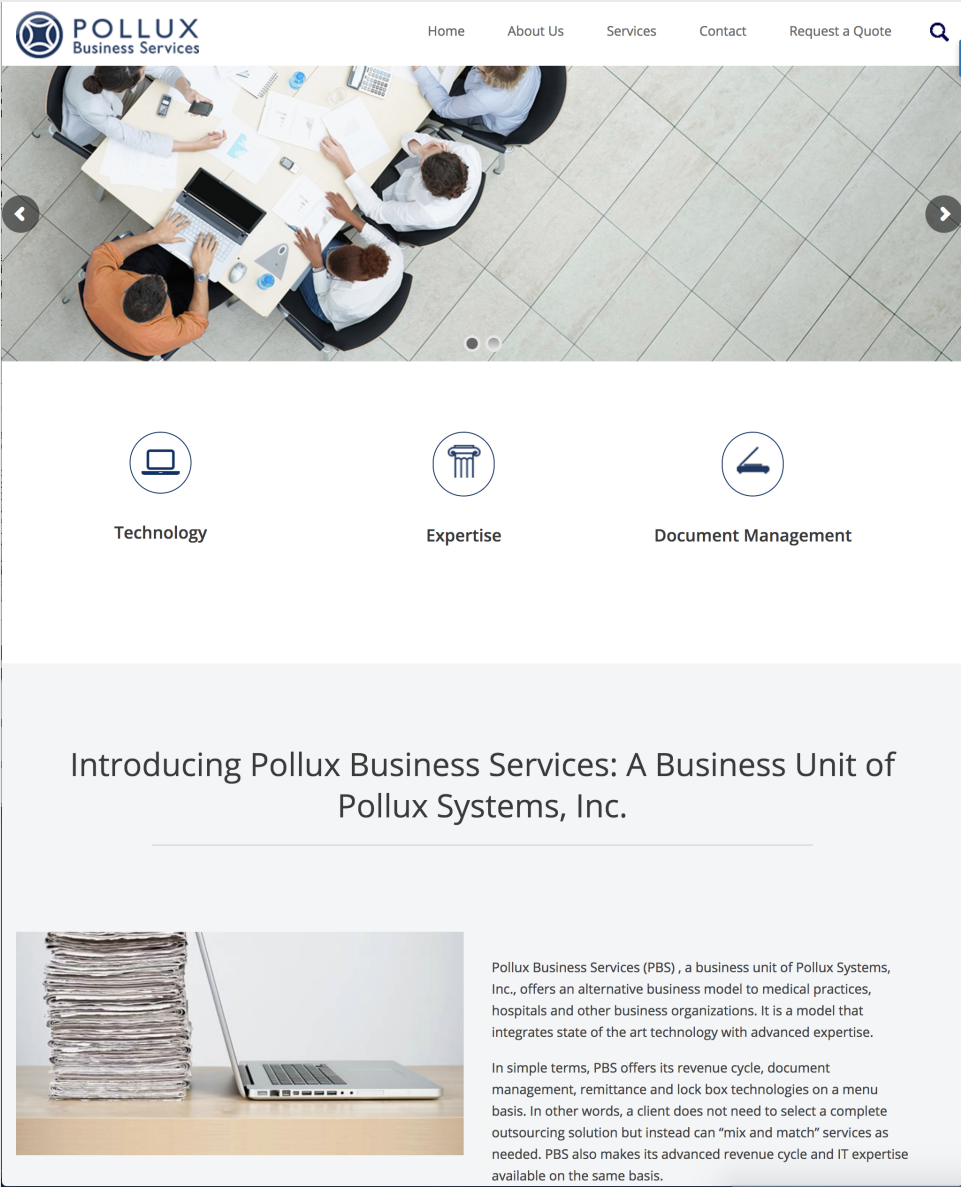 POLLUX
Business Services
Home
About Us
Services
Contact
Request a Quote
Technology
Expertise
Document Management
Introducing Pollux Business Services: A Business Unit of
Pollux Systems, Inc.
Pollux Business Services (PBS) , a business unit of Pollux Systems,
Inc., offers an alternative business model to medical practices,
hospitals and other business organizations. It is a model that
integrates state of the art technology with advanced expertise.
In simple terms, PBS offers its revenue cycle, document
management, remittance and lock box technologies on a menu
basis. In other words, a client does not need to select a complete
outsourcing solution but instead can “mix and match” services as
needed. PBS also makes its advanced revenue cycle and IT expertise
available on the same basis.